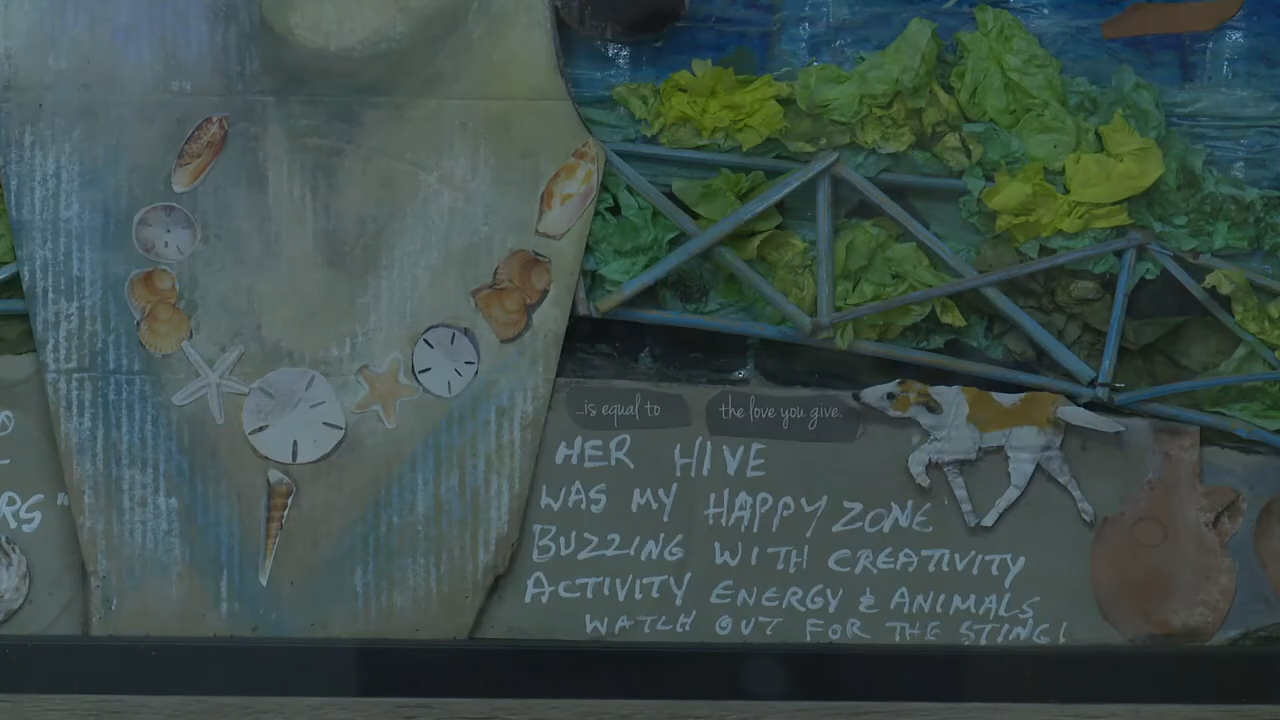 RS"
...is equal to the love you give.
HER HIVE
WAS MY HAPPY ZONE
BUZZING WITH CREATIVITY
ACTIVITY ENERGY & ANIMALS
WATCH OUT FOR THE STING!